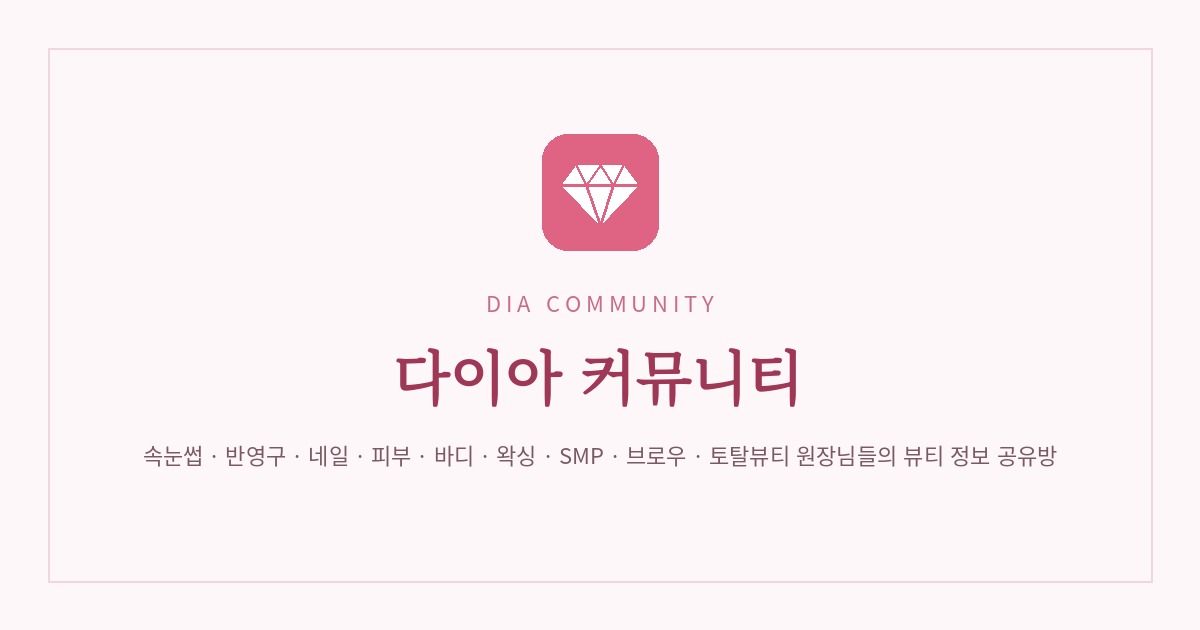 DIA COMMUNITY
다이아 커뮤니티
속눈썹 · 반영구 · 네일 · 피부 · 바디 · 왁싱 · SMP · 브로우 · 토탈뷰티 원장님들의 뷰티 정보 공유방